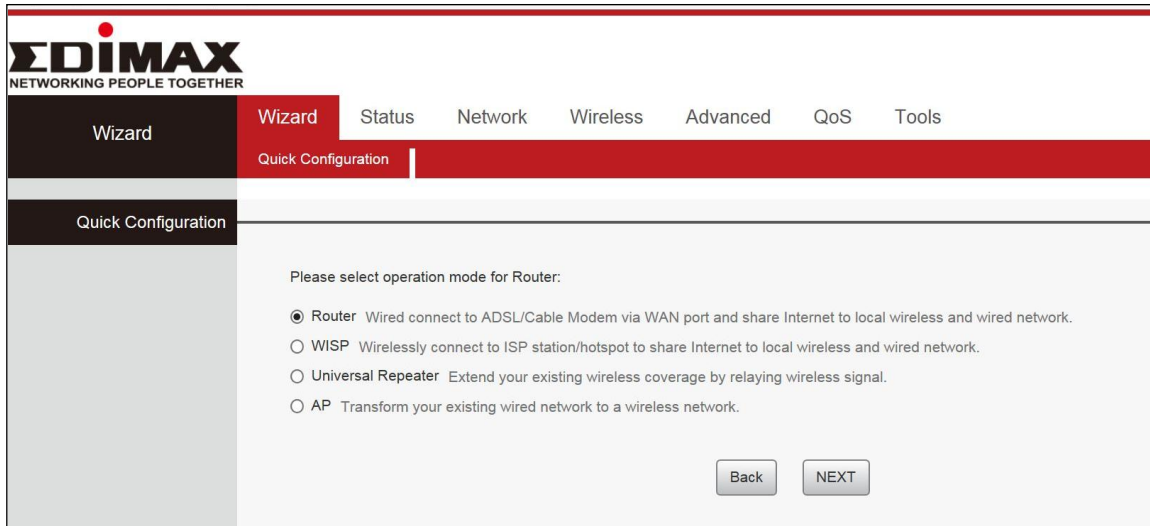 EDIMAX
NETWORKING PEOPLE TOGETHER
Wizard
Wizard Status Network Wireless Advanced QoS Tools
Quick Configuration
Quick Configuration
Please select operation mode for Router:
Router Wired connect to ADSL/Cable Modem via WAN port and share Internet to local wireless and wired network.
WISP Wirelessly connect to ISP station/hotspot to share Internet to local wireless and wired network.
Universal Repeater Extend your existing wireless coverage by relaying wireless signal.
AP Transform your existing wired network to a wireless network.
Back NEXT